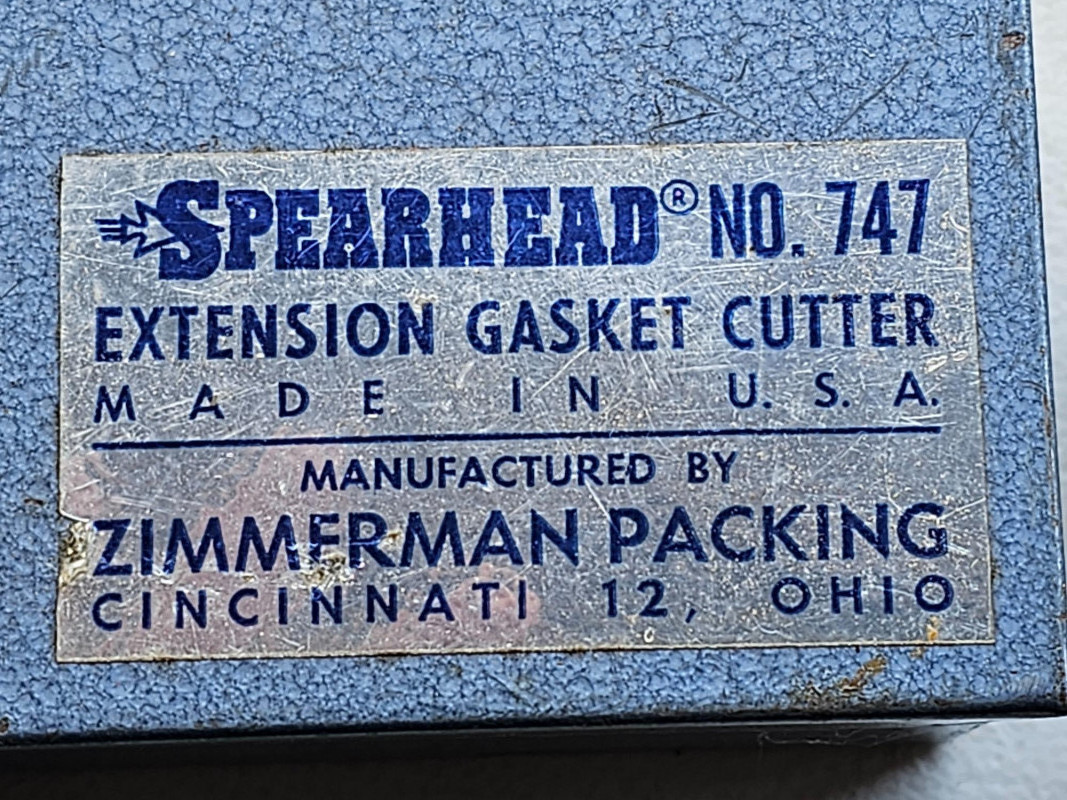 SPEARHEAD® NO. 747
EXTENSION GASKET CUTTER
MADE IN U.S.A.
MANUFACTURED BY
ZIMMERMAN PACKING
CINCINNATI 12, OHIO